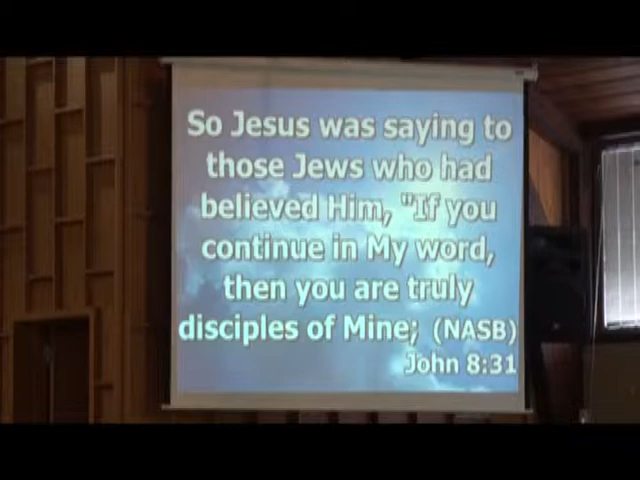 So Jesus was saying to
those Jews who had
believed Him, "If you
continue in My word,
then you are truly
disciples of Mine; (NASB)
John 8:31